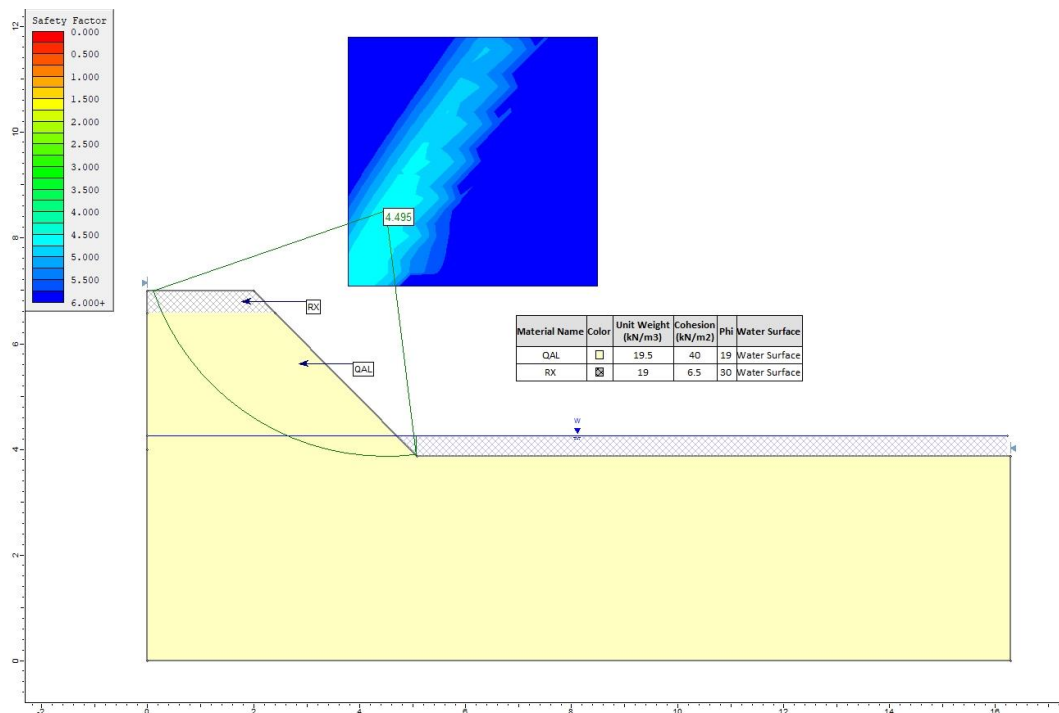 Safety Factor
0.000
0.500
1.000
1.500
2.000
2.500
3.000
3.500
4.000
4.500
5.000
5.500
6.000+
12
10
8
6
4
2
0
4.495
RX
QAL
W
Material Name Color Unit Weight (kN/m3) Cohesion (kN/m2) Phi Water Surface
QAL 19.5 40 19 Water Surface
RX 19 6.5 30 Water Surface
-2 0 2 4 6 8 10 12 14 16